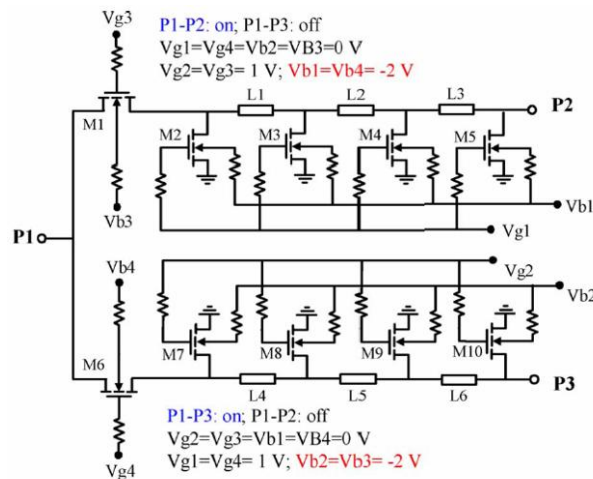 Vg3
P1-P2: on; P1-P3: off
Vg1=Vg4=Vb2=VB3=0 V
Vg2=Vg3= 1 V; Vb1=Vb4= -2 V
L1 L2 L3
P2
M1
M2 M3 M4 M5
Vb1
Vb3
Vg1
P1
Vb4
Vg2
Vb2
M6
M7 M8 M9 M10
P3
L4 L5 L6
P1-P3: on; P1-P2: off
Vg2=Vg3=Vb1=VB4=0 V
Vg1=Vg4= 1 V; Vb2=Vb3= -2 V
Vg4